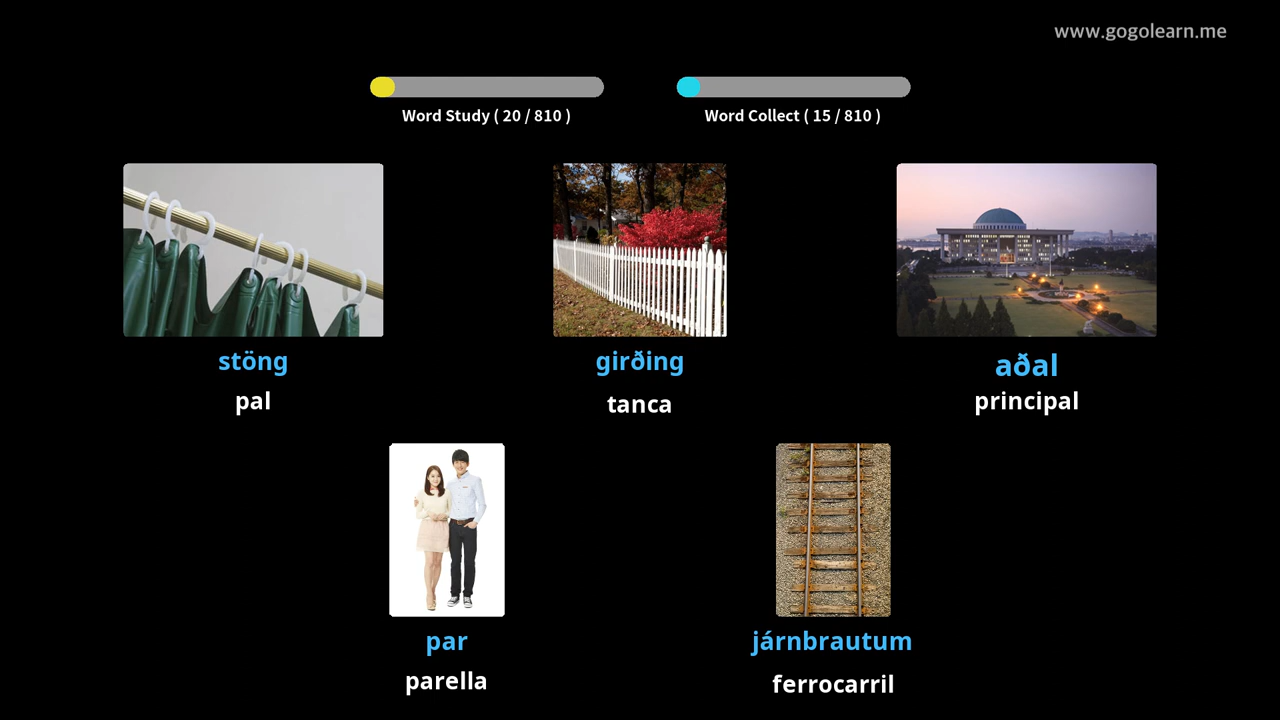 www.gogolearn.me
Word Study ( 20 / 810 )
Word Collect ( 15 / 810 )
stöng
pal
girðing
tanca
aðal
principal
par
parella
járnbrautum
ferrocarril